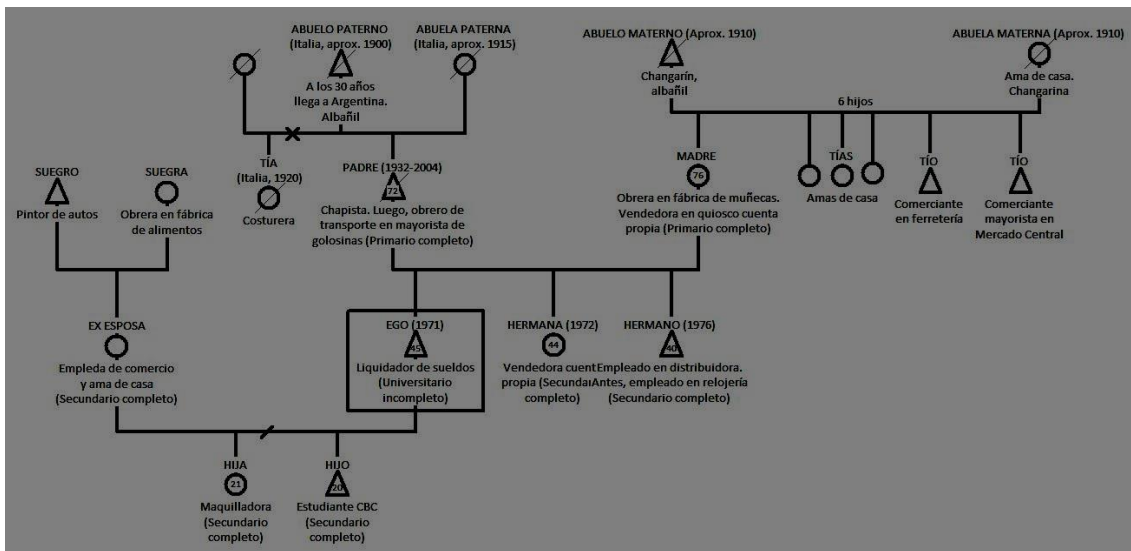 ABUELO PATERNO
(Italia, aprox. 1900)
A los 30 años
llega a Argentina.
Albañil
ABUELA PATERNA
(Italia, aprox. 1915)
ABUELO MATERNO (Aprox. 1910)
Changarín,
albañil
ABUELA MATERNA (Aprox. 1910)
Ama de casa.
Changarina
6 hijos
SUEGRO
Pintor de autos
SUEGRA
Obrera en fábrica
de alimentos
TÍA
(Italia, 1920)
Costurera
PADRE (1932-2004)
72
Chapista. Luego, obrero de
transporte en mayorista de
golosinas (Primario completo)
MADRE
76
Obrera en fábrica de muñecas.
Vendedora en quiosco cuenta
propia (Primario completo)
TÍAS
Amas de casa
TÍO
Comerciante
en ferretería
TÍO
Comerciante
mayorista en
Mercado Central
EX ESPOSA
Empleda de comercio
y ama de casa
(Secundario completo)
EGO (1971)
45
Liquidador de sueldos
(Universitario
incompleto)
HERMANA (1972)
44
Vendedora cuent
propia (Secundar
completo)
HERMANO (1976)
40
Empleado en distribuidora.
Antes, empleado en relojería
(Secundario completo)
HIJA
21
Maquilladora
(Secundario
completo)
HIJO
20
Estudiante CBC
(Secundario
completo)